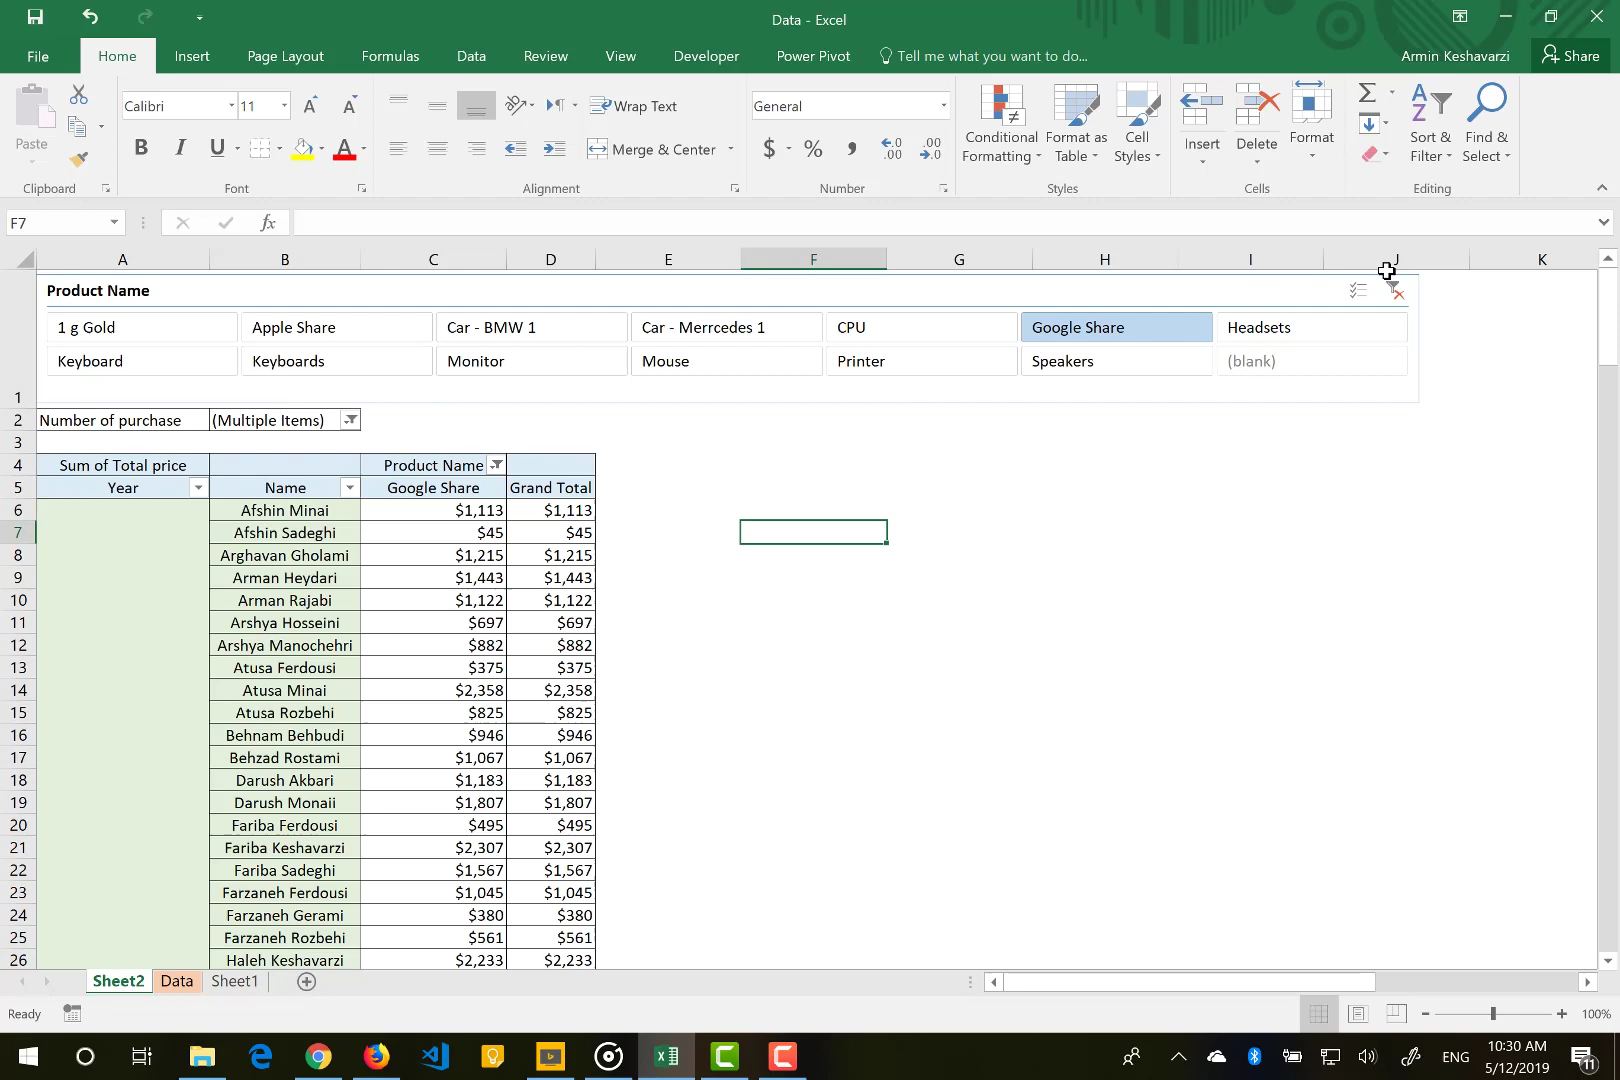 Data - Excel
File Home Insert Page Layout Formulas Data Review View Developer Power Pivot Tell me what you want to do... Armin Keshavarzi Share
Paste
Clipboard
Calibri 11
B I U A
Font
Wrap Text
Merge & Center
Alignment
General
$ % , .00
Number
Conditional Formatting
Format as Table
Cell Styles
Styles
Insert Delete Format
Cells
Sort & Filter
Find & Select
Editing
F7 fx
A B C D E F G H I J K
Product Name
1 g Gold Apple Share Car - BMW 1 Car - Merrcedes 1 CPU Google Share Headsets
Keyboard Keyboards Monitor Mouse Printer Speakers (blank)
1
2 Number of purchase (Multiple Items)
3
4 Sum of Total price Product Name
5 Year Name Google Share Grand Total
6 Afshin Minai $1,113 $1,113
7 Afshin Sadeghi $45 $45
8 Arghavan Gholami $1,215 $1,215
9 Arman Heydari $1,443 $1,443
10 Arman Rajabi $1,122 $1,122
11 Arshya Hosseini $697 $697
12 Arshya Manochehri $882 $882
13 Atusa Ferdousi $375 $375
14 Atusa Minai $2,358 $2,358
15 Atusa Rozbehi $825 $825
16 Behnam Behbudi $946 $946
17 Behzad Rostami $1,067 $1,067
18 Darush Akbari $1,183 $1,183
19 Darush Monaii $1,807 $1,807
20 Fariba Ferdousi $495 $495
21 Fariba Keshavarzi $2,307 $2,307
22 Fariba Sadeghi $1,567 $1,567
23 Farzaneh Ferdousi $1,045 $1,045
24 Farzaneh Gerami $380 $380
25 Farzaneh Rozbehi $561 $561
26 Haleh Keshavarzi $2,233 $2,233
Sheet2 Data Sheet1
Ready 100%
ENG 10:30 AM
5/12/2019
11